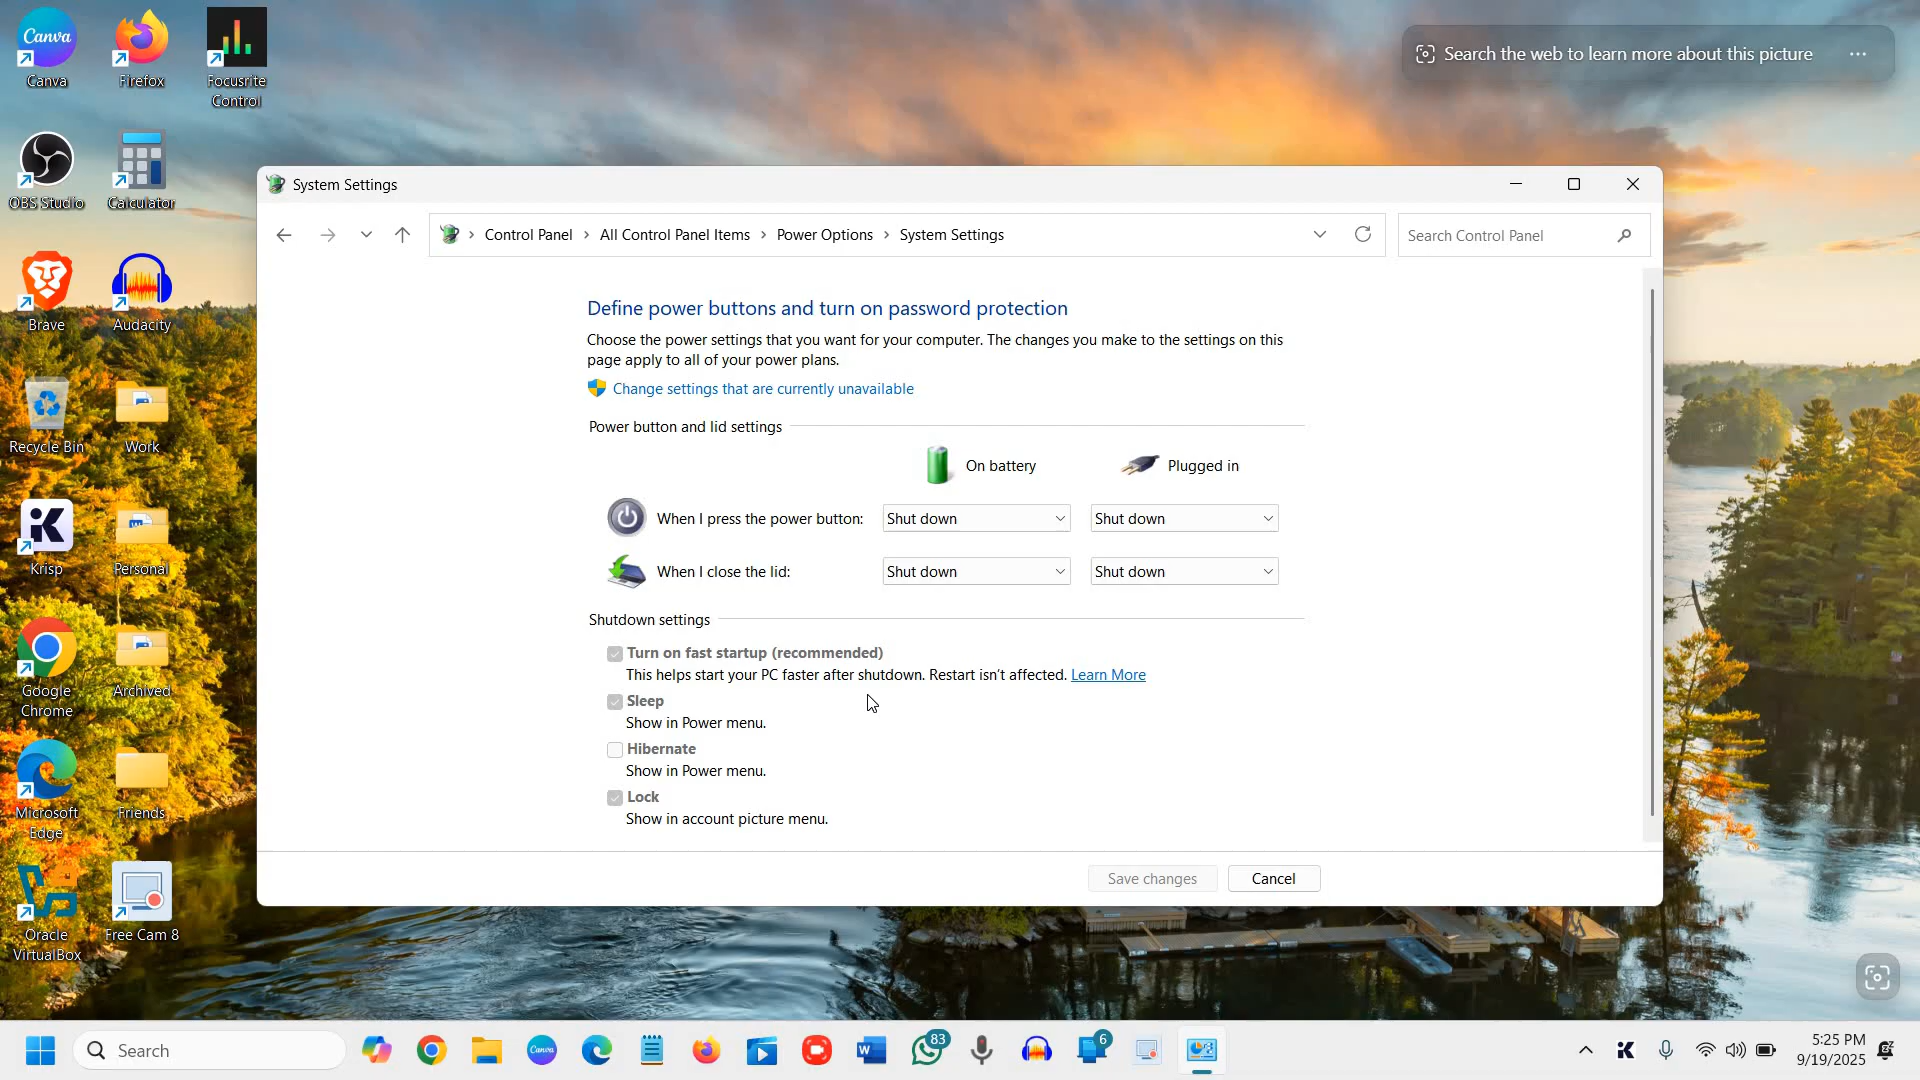 Canva
Firefox
Focusrite
Control
OBS Studio
Calculator
Brave
Audacity
Recycle Bin
Work
Krisp
Personal
Google
Chrome
Archived
Microsoft
Edge
Friends
Oracle
VirtualBox
Free Cam 8
Search the web to learn more about this picture
System Settings
Control Panel > All Control Panel Items > Power Options > System Settings
Search Control Panel
Define power buttons and turn on password protection
Choose the power settings that you want for your computer. The changes you make to the settings on this
page apply to all of your power plans.
Change settings that are currently unavailable
Power button and lid settings
On battery
Plugged in
When I press the power button: Shut down Shut down
When I close the lid: Shut down Shut down
Shutdown settings
Turn on fast startup (recommended)
This helps start your PC faster after shutdown. Restart isn't affected. Learn More
Sleep
Show in Power menu.
Hibernate
Show in Power menu.
Lock
Show in account picture menu.
Save changes
Cancel
Search
83
6
5:25 PM
9/19/2025